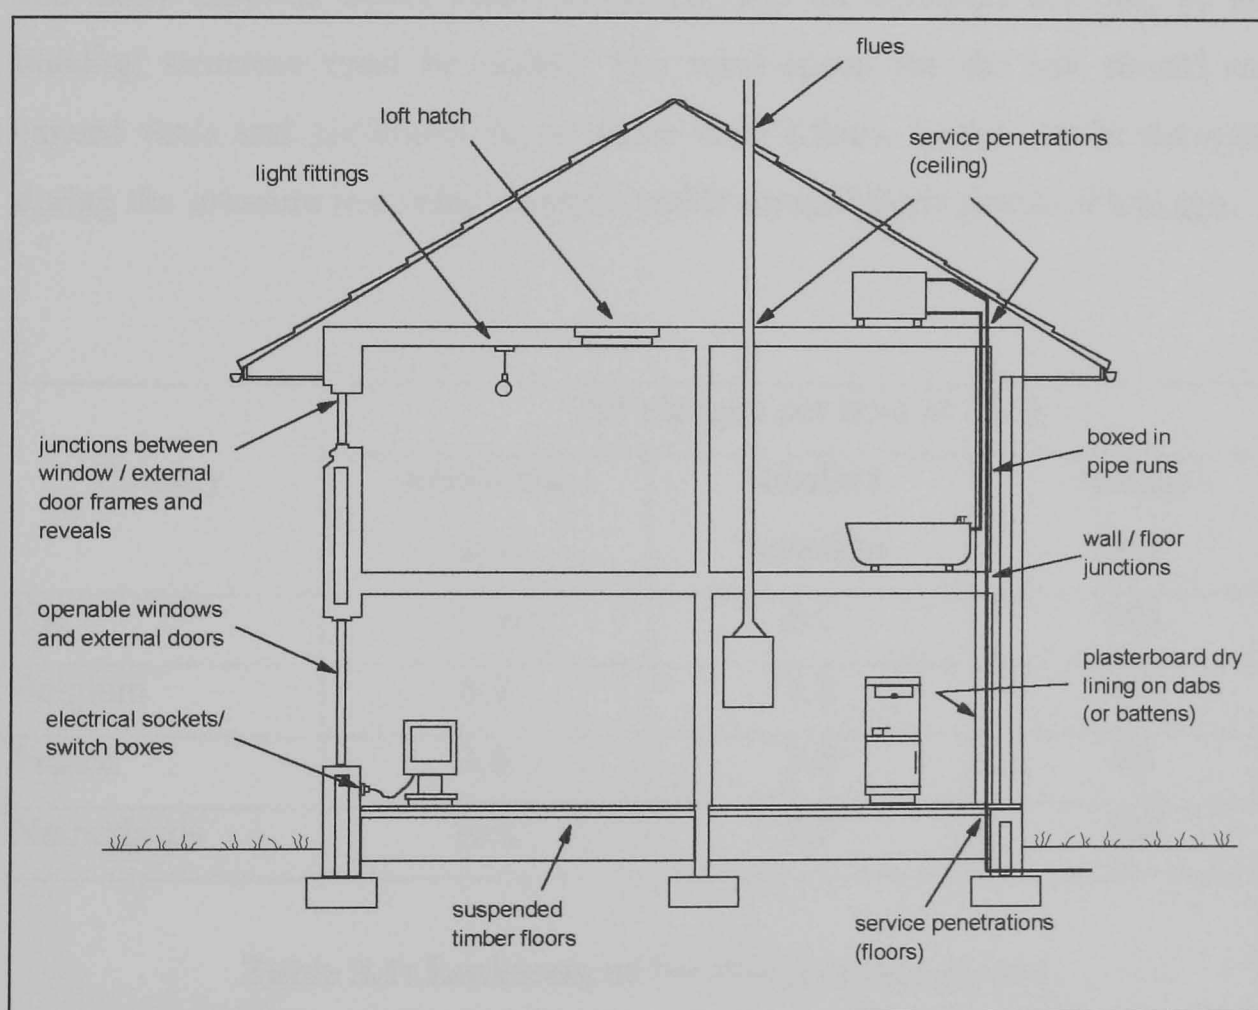 flues
loft hatch
service penetrations
(ceiling)
light fittings
junctions between
window / external
door frames and
reveals
boxed in
pipe runs
wall / floor
junctions
openable windows
and external doors
plasterboard dry
lining on dabs
(or battens)
electrical sockets/
switch boxes
suspended
timber floors
service penetrations
(floors)